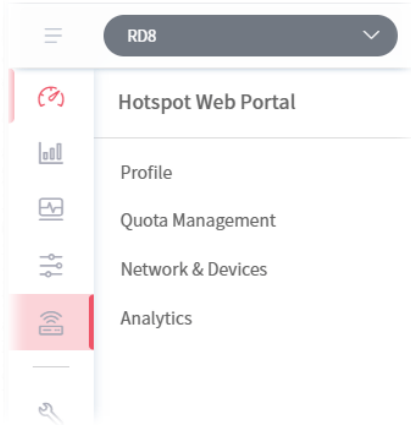 RD8
Hotspot Web Portal
Profile
Quota Management
Network & Devices
Analytics